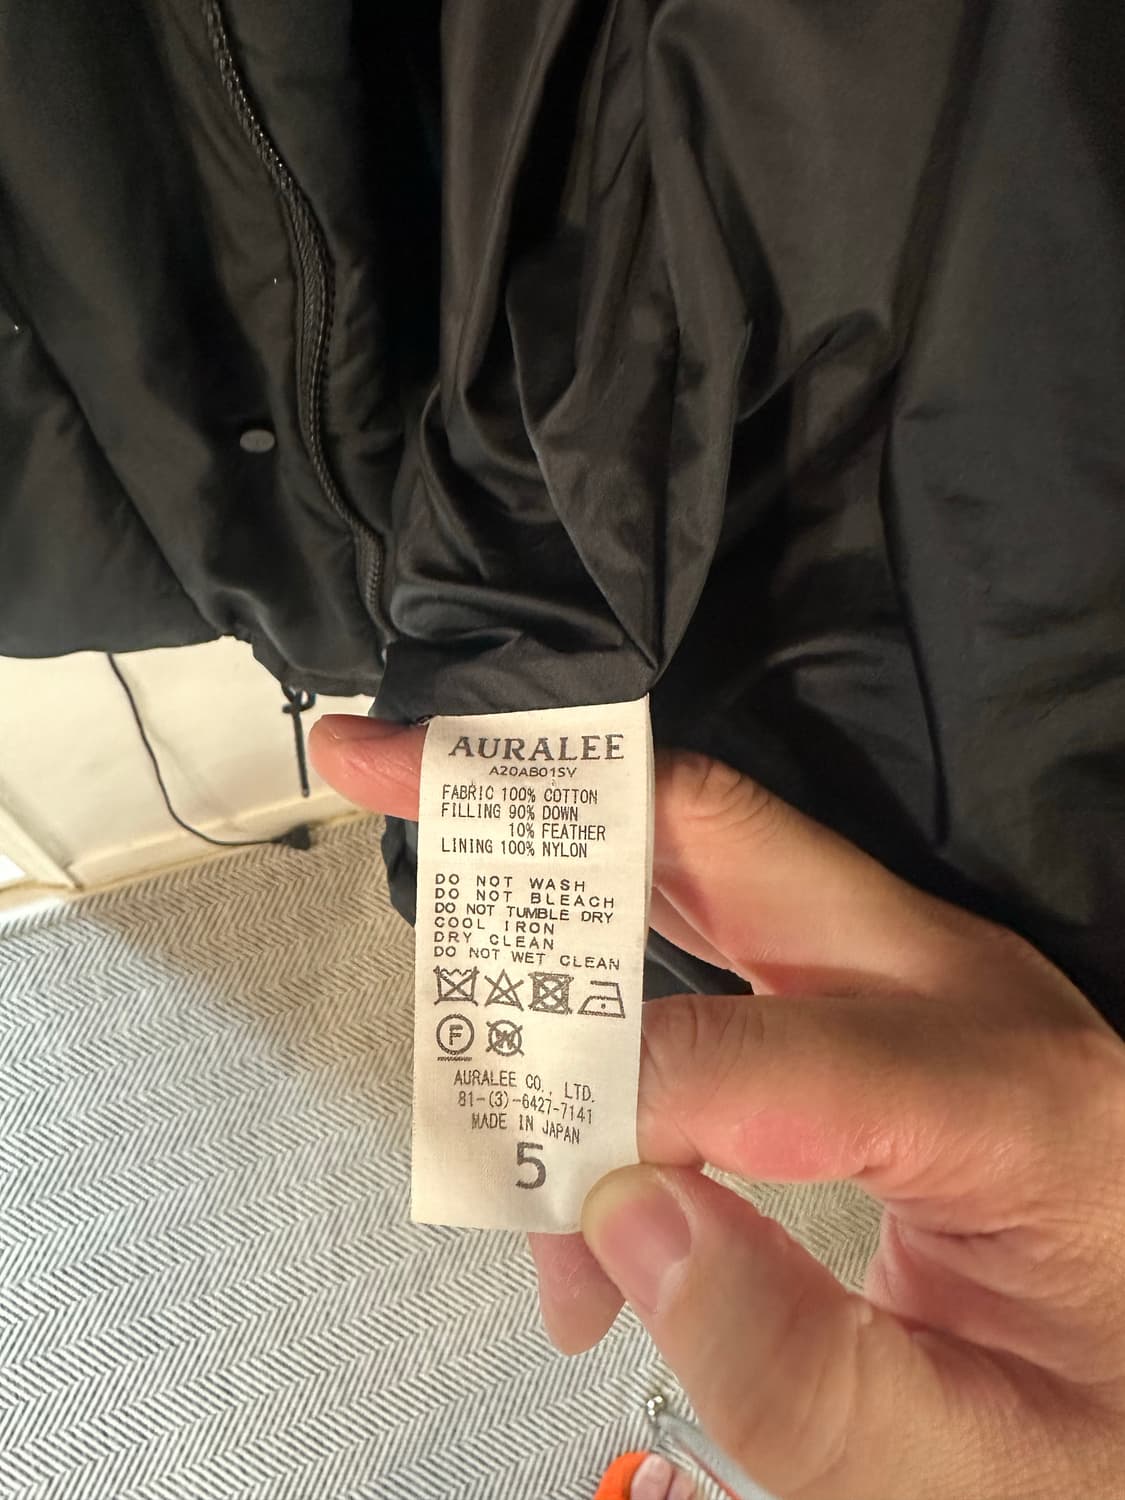 AURALEE
A20AB01SV
FABRIC 100% COTTON
FILLING 90% DOWN
10% FEATHER
LINING 100% NYLON
DO NOT WASH
DO NOT BLEACH
DO NOT TUMBLE DRY
COOL IRON
DRY CLEAN
DO NOT WET CLEAN
F W
AURALEE CO., LTD.
81-(3)-6427-7141
MADE IN JAPAN
5